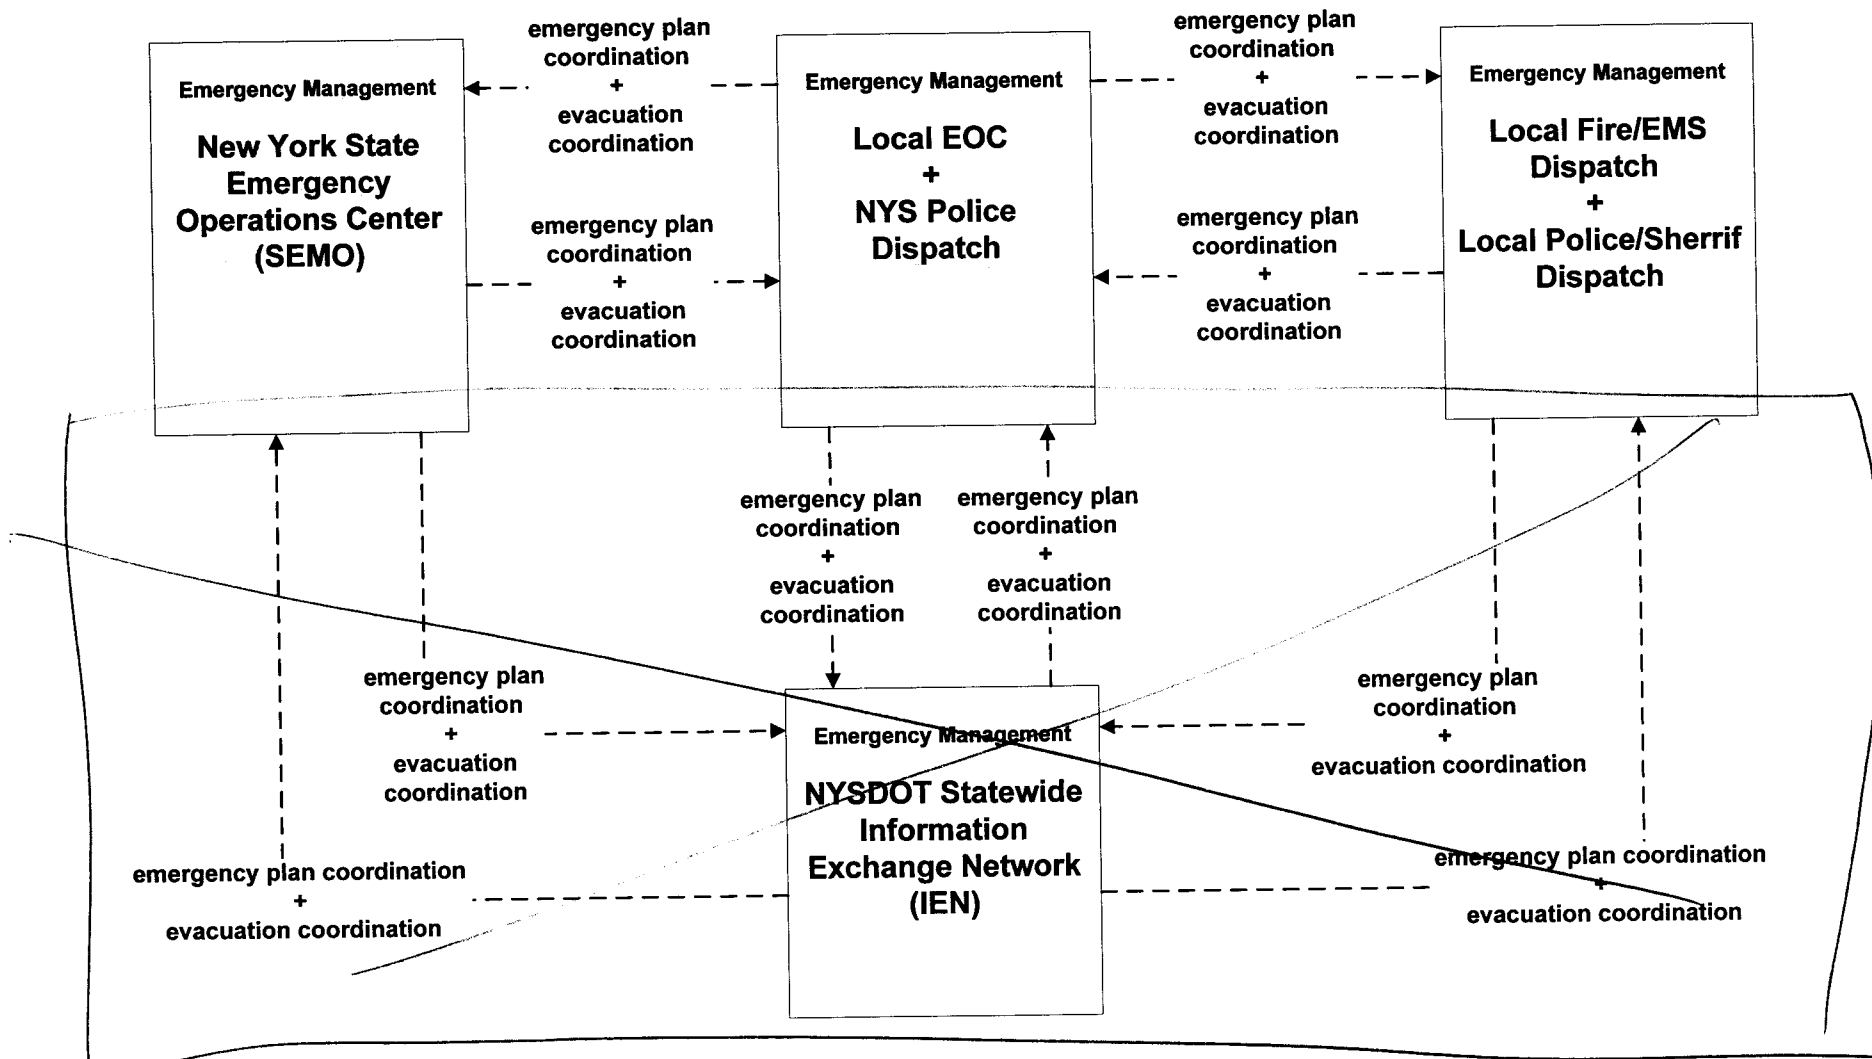 emergency plan
coordination
+
evacuation
coordination
emergency plan
coordination
+
evacuation
coordination
Emergency Management
New York State
Emergency
Operations Center
(SEMO)
Emergency Management
Local EOC
+
NYS Police
Dispatch
Emergency Management
Local Fire/EMS
Dispatch
+
Local Police/Sherrif
Dispatch
emergency plan
coordination
+
evacuation
coordination
emergency plan
coordination
+
evacuation
coordination
emergency plan
coordination
+
evacuation
coordination
emergency plan
coordination
+
evacuation
coordination
emergency plan
coordination
+
evacuation
coordination
emergency plan
coordination
+
evacuation coordination
Emergency Management
NYSDOT Statewide
Information
Exchange Network
(IEN)
emergency plan coordination
+
evacuation coordination
emergency plan coordination
+
evacuation coordination